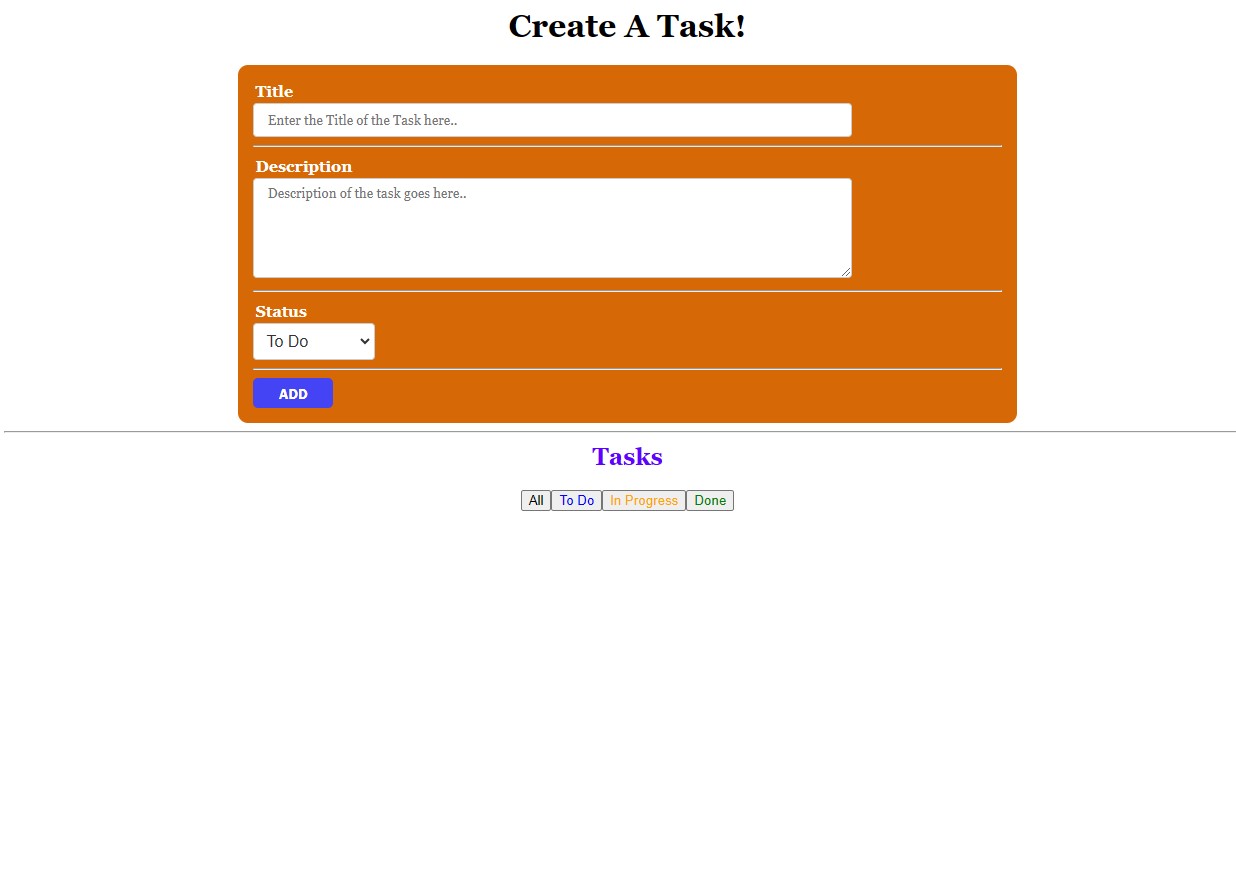 Create A Task!
Title
Enter the Title of the Task here..
Description
Description of the task goes here..
Status
To Do
ADD
Tasks
All To Do In Progress Done